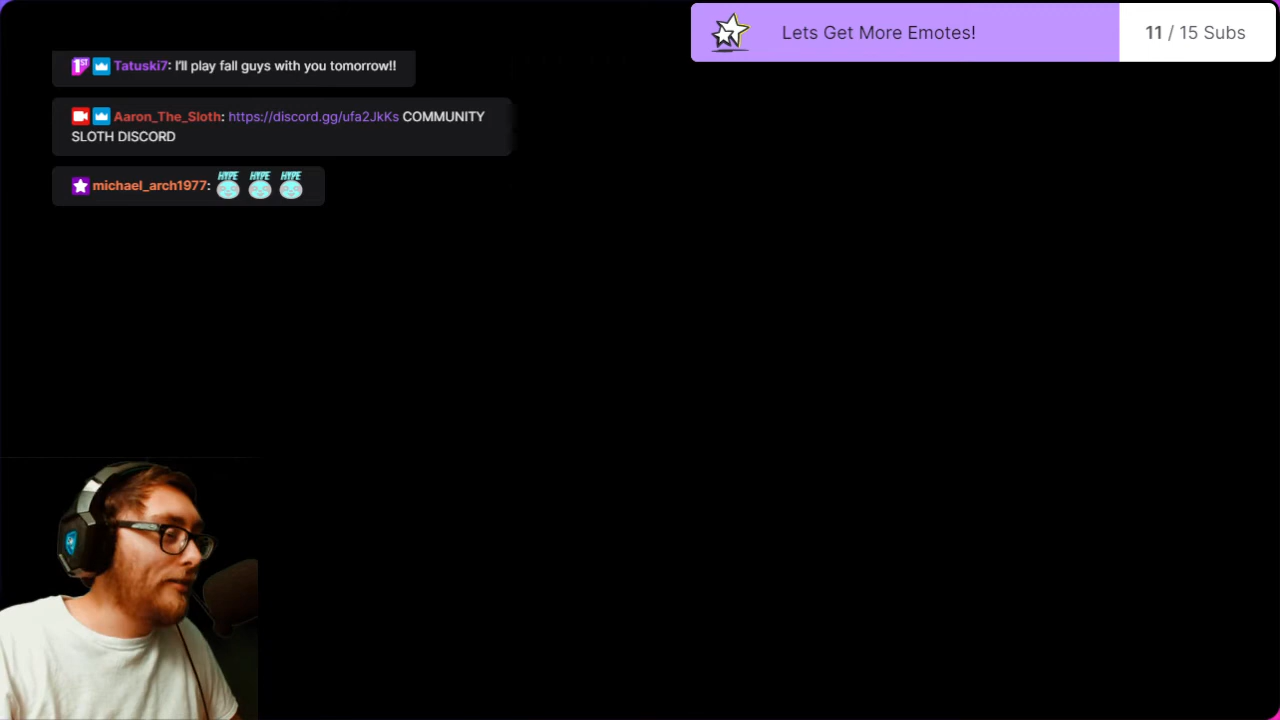 Lets Get More Emotes!
11 / 15 Subs
1ST Tatuski7: I'll play fall guys with you tomorrow!!
Aaron_The_Sloth: https://discord.gg/ufa2JkKs COMMUNITY
SLOTH DISCORD
michael_arch1977: HYPE HYPE HYPE